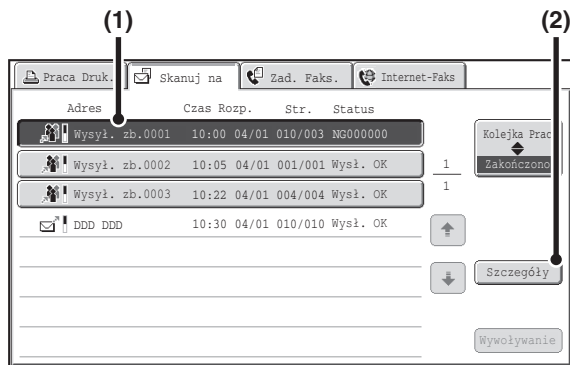 (1) (2)
Praca Druk. Skanuj na Zad. Faks. Internet-Faks
Adres Czas Rozp. Str. Status
Wysył. zb.0001 10:00 04/01 010/003 NG000000
Kolejka Prac
Zakończono
Wysył. zb.0002 10:05 04/01 001/001 Wysł. OK
1
Wysył. zb.0003 10:22 04/01 004/004 Wysł. OK
1
DDD DDD 10:30 04/01 010/010 Wysł. OK
Szczegóły
Wywoływanie